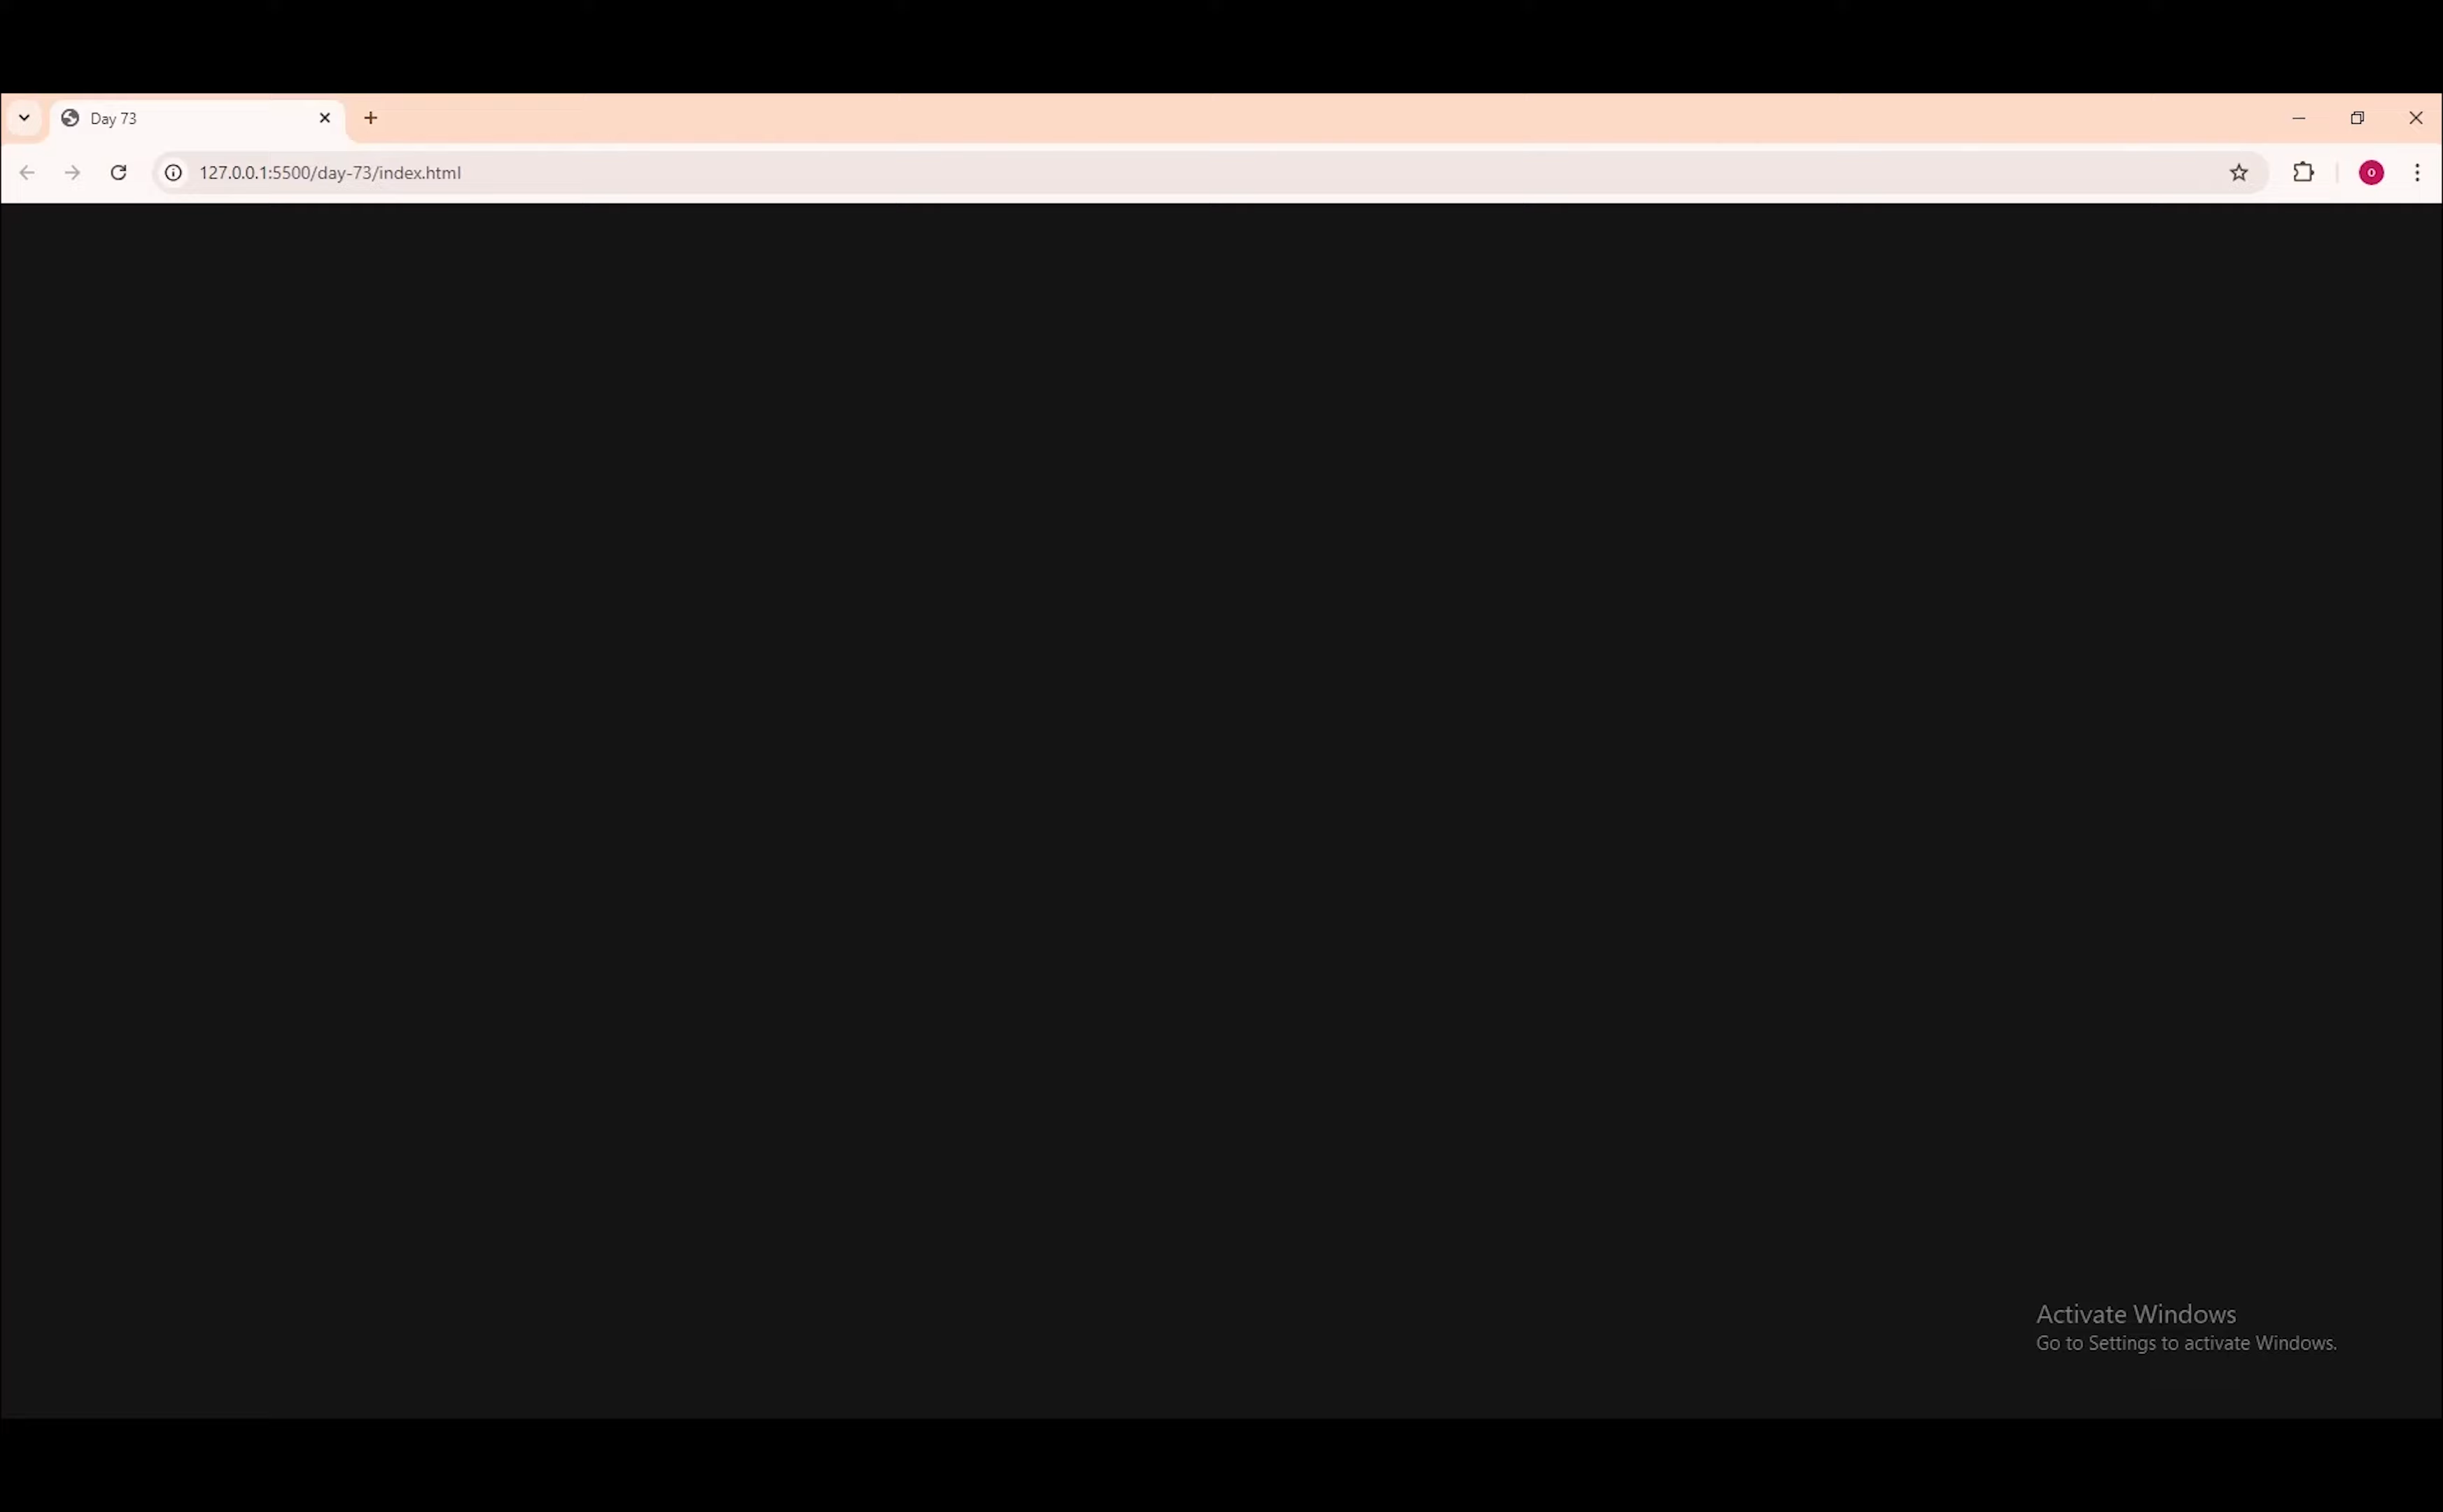 Day 73
127.0.0.1:5500/day-73/index.html
o
Activate Windows
Go to Settings to activate Windows.